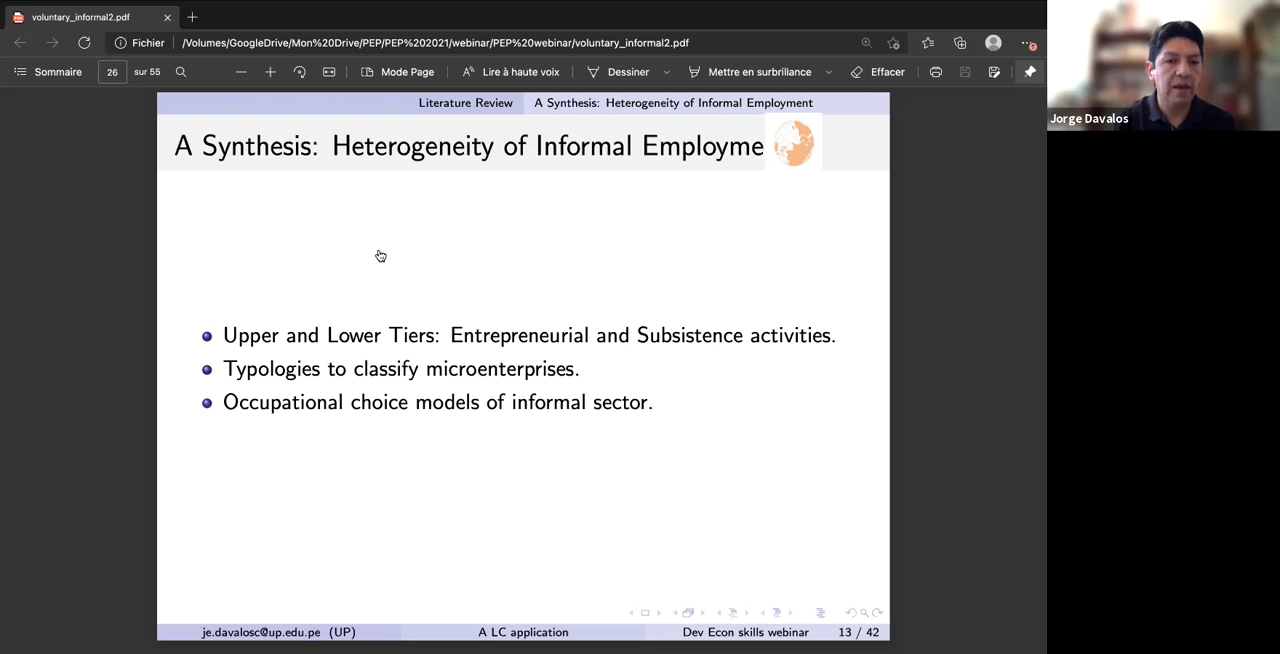 voluntary_informal2.pdf
Fichier
/Volumes/GoogleDrive/Mon%20Drive/PEP/PEP%202021/webinar/PEP%20webinar/voluntary_informal2.pdf
Sommaire
26
sur 55
Mode Page
Lire à haute voix
Dessiner
Mettre en surbrillance
Effacer
Jorge Davalos
Literature Review
A Synthesis: Heterogeneity of Informal Employment
A Synthesis: Heterogeneity of Informal Employme
Upper and Lower Tiers: Entrepreneurial and Subsistence activities.
Typologies to classify microenterprises.
Occupational choice models of informal sector.
je.davalosc@up.edu.pe (UP)
A LC application
Dev Econ skills webinar
13 / 42